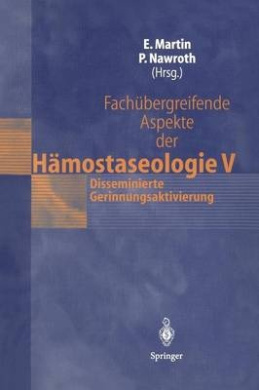 E. Martin
P. Nawroth
(Hrsg.)
Fachübergreifende
Aspekte
der
Hämostaseologie V
Disseminierte
Gerinnungsaktivierung
Springer